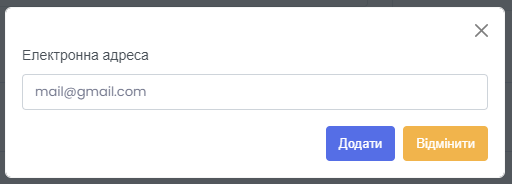 Електронна адреса
mail@gmail.com
Додати
Відмінити